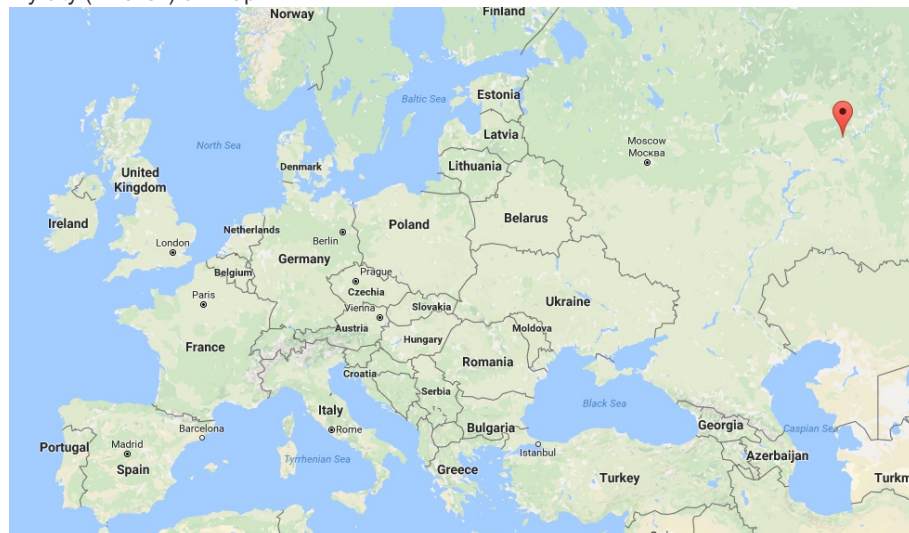 Norway
Finland
Estonia
Baltic Sea
Latvia
Moscow
Москва
North Sea
Denmark
Lithuania
United
Kingdom
Ireland
Netherlands
Berlin
Poland
Belarus
London
Germany
Belgium
Prague
Czechia
Paris
Ukraine
Slovakia
Vienna
Austria
Moldova
Hungary
France
Romania
Croatia
Serbia
Black Sea
Italy
Rome
Barcelona
Bulgaria
Georgia
Caspian Sea
Portugal
Madrid
Spain
Istanbul
Azerbaijan
Tyrrhenian Sea
Greece
Turkey
Turkm